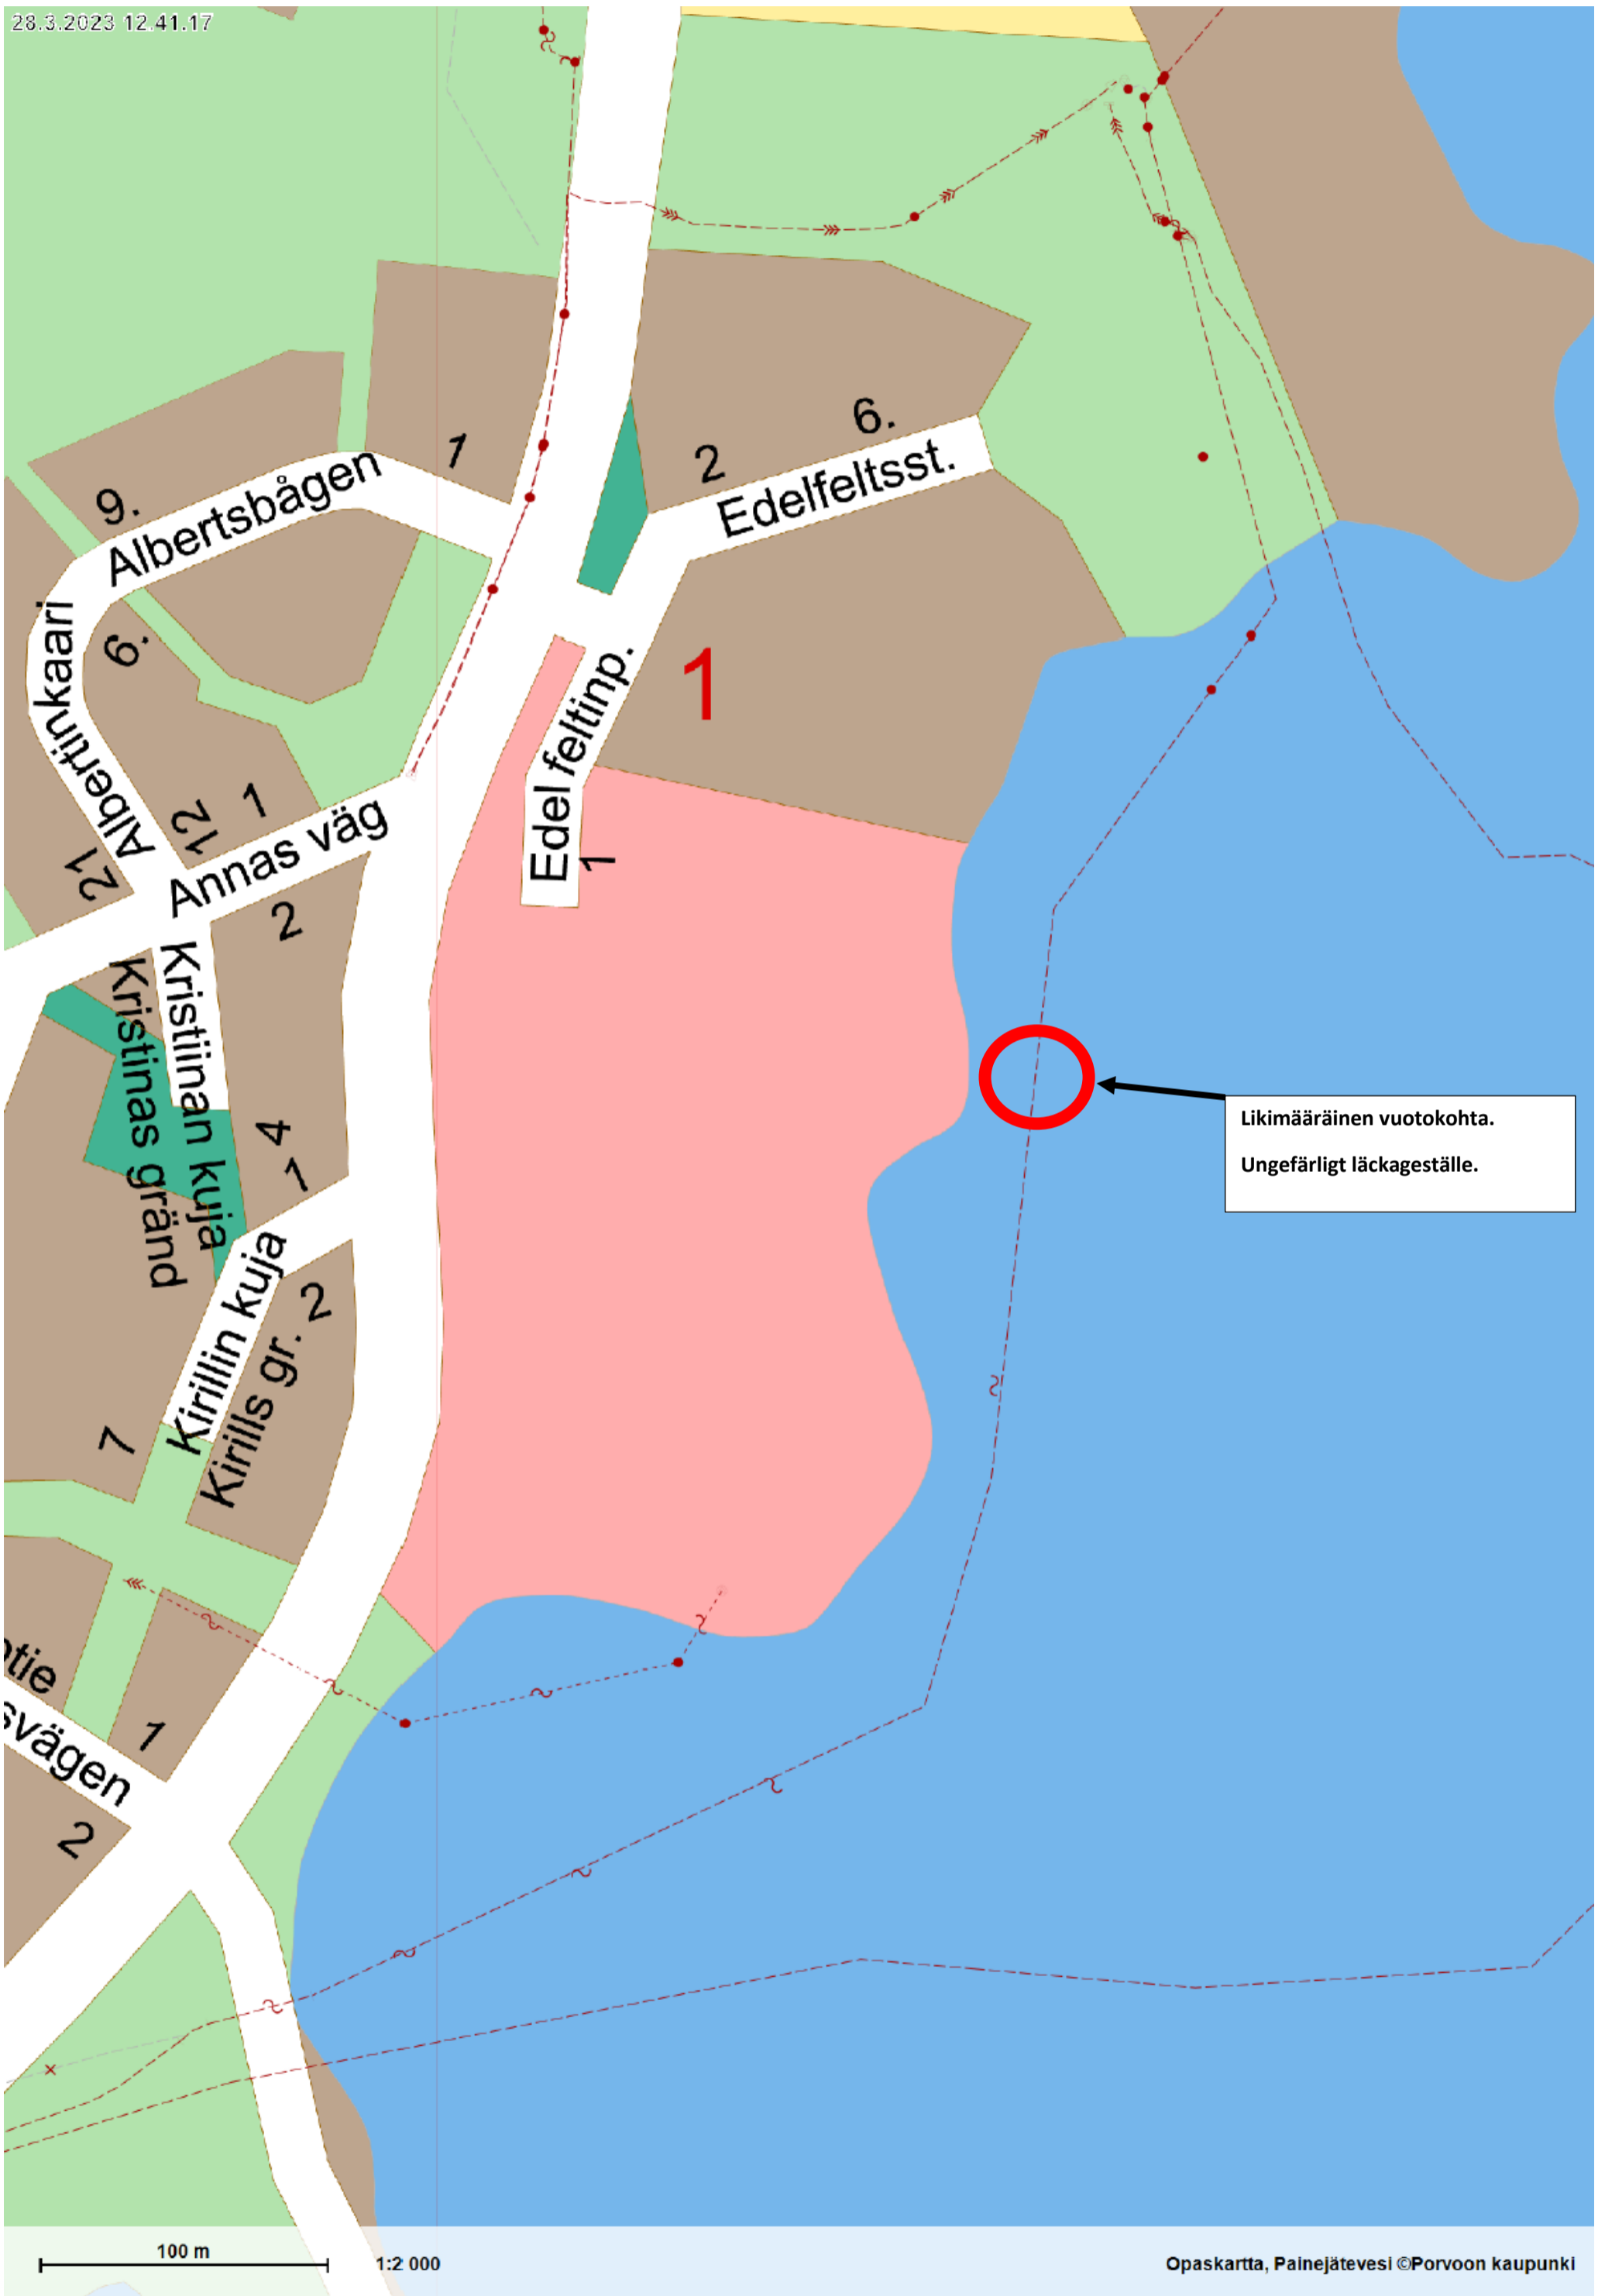 28.3.2023 12.41.17
6.
2
Edelfeltsst.
1
9.
Albertsbågen
Albertinkaari
6.
1
Edel feltinp.
1
1
12
21
Annas väg
2
Kristiinan kuja
Kristinas gränd
4
1
Likimääräinen vuotokohta.
Ungefärligt läckageställe.
Kirillin kuja
Kirills gr.
2
7
tie
svägen
1
2
100 m
1:2 000
Opaskartta, Painejätevesi ©Porvoon kaupunki